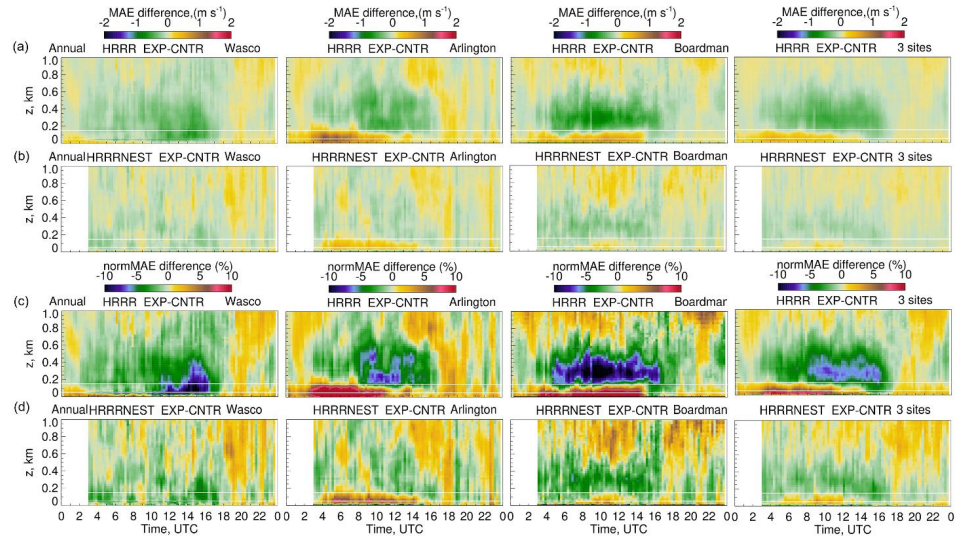 MAE difference,(m s⁻¹) MAE difference,(m s⁻¹) MAE difference,(m s⁻¹) MAE difference,(m s⁻¹)
-2 -1 0 1 2 -2 -1 0 1 2 -2 -1 0 1 2 -2 -1 0 1 2
(a) Annual HRRR EXP-CNTR Wasco HRRR EXP-CNTR Arlington HRRR EXP-CNTR Boardman HRRR EXP-CNTR 3 sites
1.0
0.8
0.6
0.4
0.2
0
z, km
(b) Annual HRRRNEST EXP-CNTR Wasco HRRRNEST EXP-CNTR Arlington HRRRNEST EXP-CNTR Boardman HRRRNEST EXP-CNTR 3 sites
1.0
0.8
0.6
0.4
0.2
0
z, km
normMAE difference (%) normMAE difference (%) normMAE difference (%) normMAE difference (%)
-10 -5 0 5 10 -10 -5 0 5 10 -10 -5 0 5 10 -10 -5 0 5 10
(c) Annual HRRR EXP-CNTR Wasco HRRR EXP-CNTR Arlington HRRR EXP-CNTR Boardman HRRR EXP-CNTR 3 sites
1.0
0.8
0.6
0.4
0.2
0
z, km
(d) Annual HRRRNEST EXP-CNTR Wasco HRRRNEST EXP-CNTR Arlington HRRRNEST EXP-CNTR Boardman HRRRNEST EXP-CNTR 3 sites
1.0
0.8
0.6
0.4
0.2
0
z, km
0 2 4 6 8 10 12 14 16 18 20 22 0 2 4 6 8 10 12 14 16 18 20 22 0 2 4 6 8 10 12 14 16 18 20 22 0 2 4 6 8 10 12 14 16 18 20 22 0
Time, UTC Time, UTC Time, UTC Time, UTC